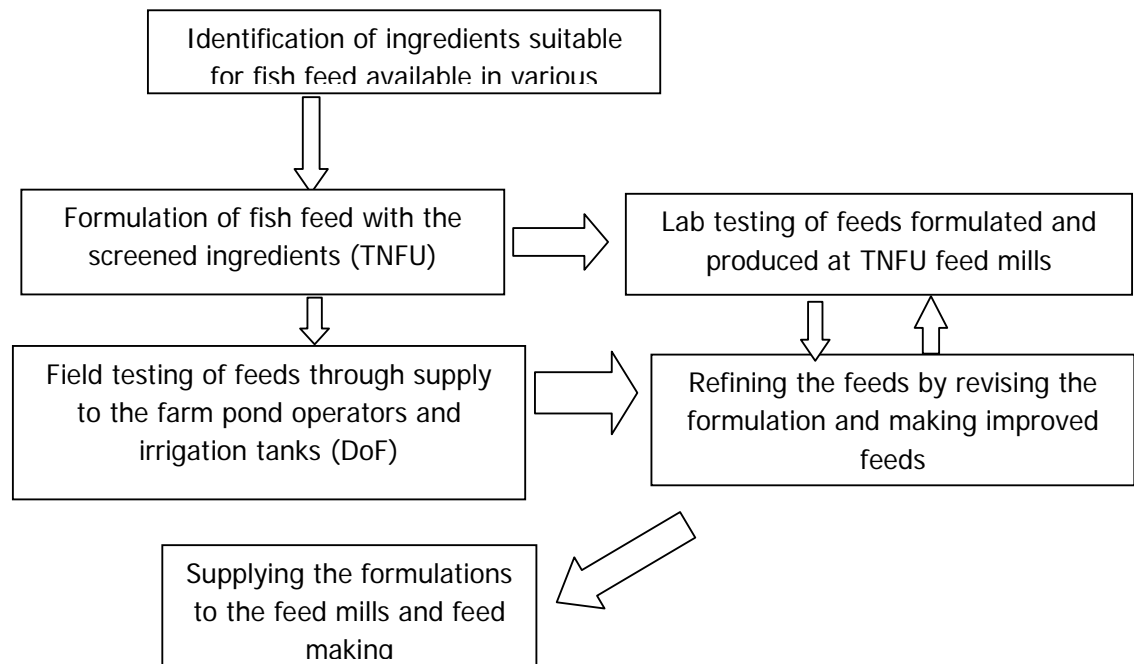 Identification of ingredients suitable
for fish feed available in various
Formulation of fish feed with the
screened ingredients (TNFU)
Lab testing of feeds formulated and
produced at TNFU feed mills
Field testing of feeds through supply
to the farm pond operators and
irrigation tanks (DoF)
Refining the feeds by revising the
formulation and making improved
feeds
Supplying the formulations
to the feed mills and feed
making